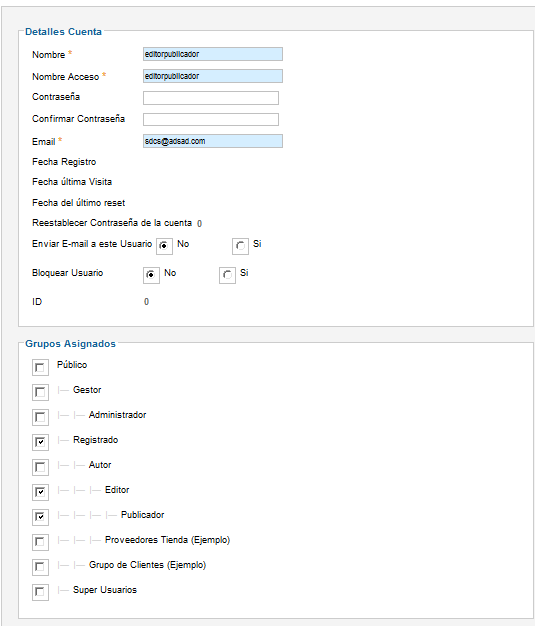 Detalles Cuenta
Nombre *
editorpublicador
Nombre Acceso *
editorpublicador
Contraseña
Confirmar Contraseña
Email *
sdcs@adsad.com
Fecha Registro
Fecha última Visita
Fecha del último reset
Reestablecer Contraseña de la cuenta 0
Enviar E-mail a este Usuario No Si
Bloquear Usuario No Si
ID 0
Grupos Asignados
Público
Gestor
Administrador
Registrado
Autor
Editor
Publicador
Proveedores Tienda (Ejemplo)
Grupo de Clientes (Ejemplo)
Super Usuarios